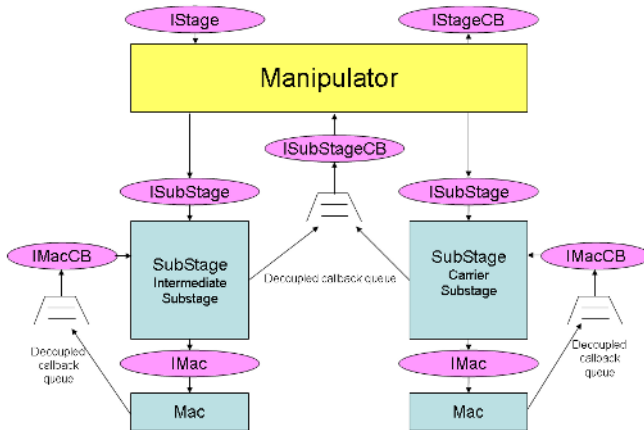 IStage
IStageCB
Manipulator
ISubStageCB
ISubStage
ISubStage
IMacCB
SubStage
Intermediate
Substage
Decoupled callback queue
SubStage
Carrier
Substage
IMacCB
Decoupled
callback
queue
IMac
IMac
Decoupled
callback
queue
Mac
Mac